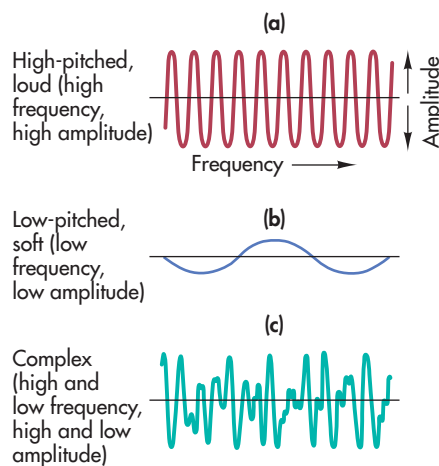 (a)
High-pitched,
loud (high
frequency,
high amplitude)
Amplitude
Frequency
(b)
Low-pitched,
soft (low
frequency,
low amplitude)
(c)
Complex
(high and
low frequency,
high and low
amplitude)